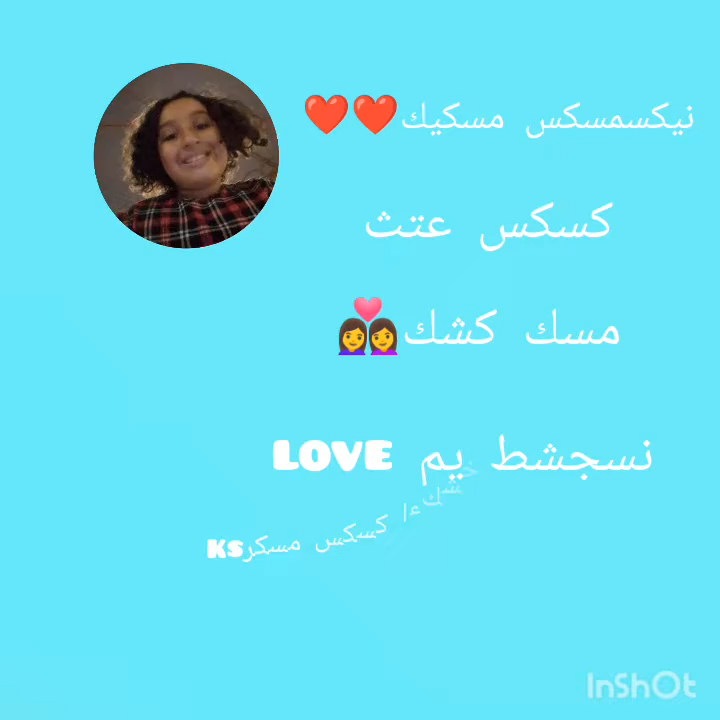 نيكسمسكس مسكيك❤️❤️
كسكس عتث
مسك كشك👩‍❤️‍👩
نسجشط يم LOVE
كسكس مسكرKS
InShOt